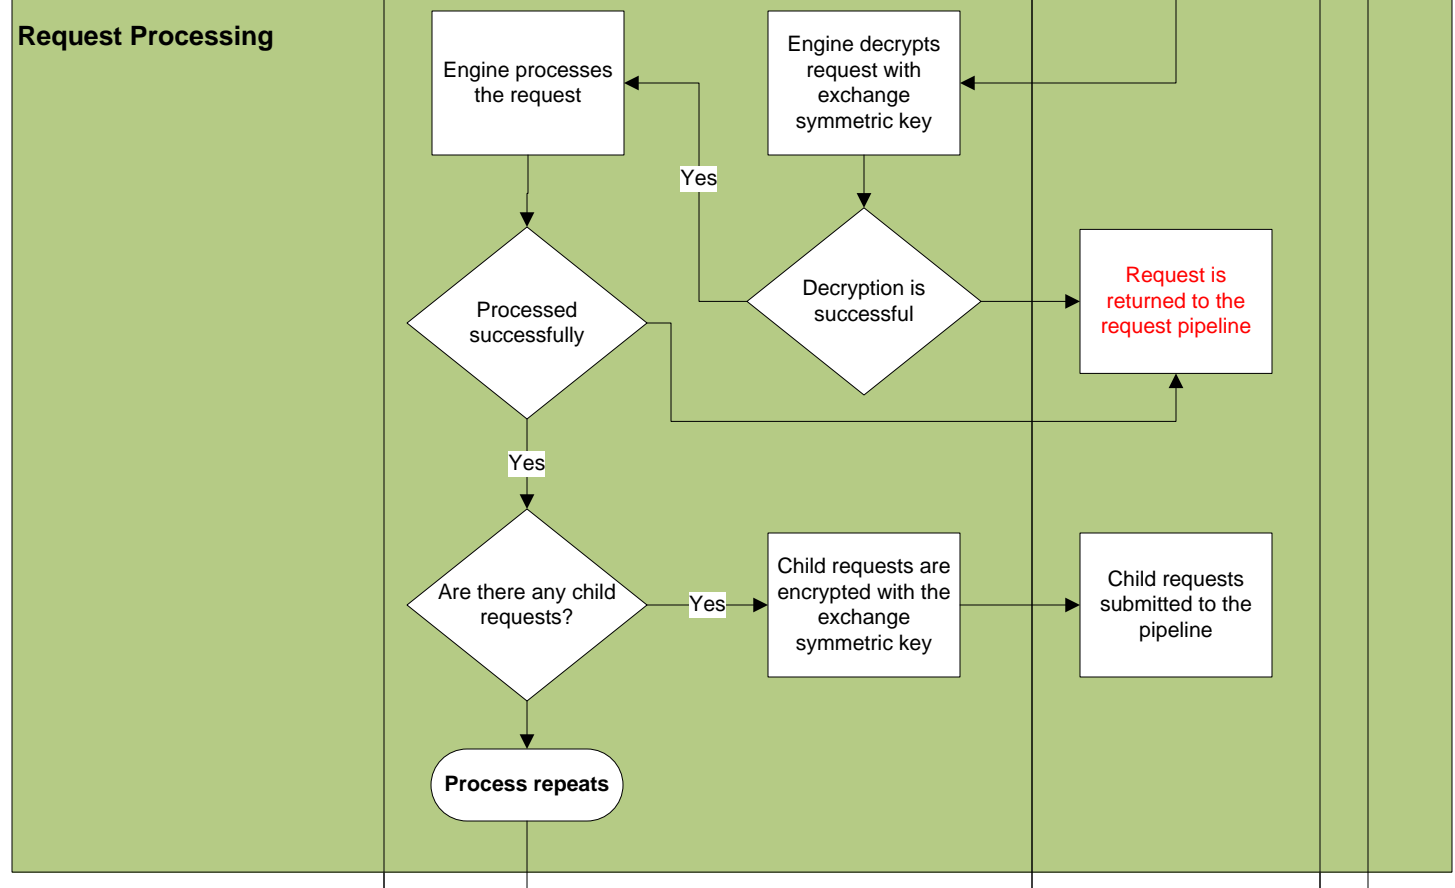 Request Processing
Engine processes
the request
Engine decrypts
request with
exchange
symmetric key
Yes
Processed
successfully
Decryption is
successful
Request is
returned to the
request pipeline
Yes
Are there any child
requests?
Yes
Child requests are
encrypted with the
exchange
symmetric key
Child requests
submitted to the
pipeline
Process repeats